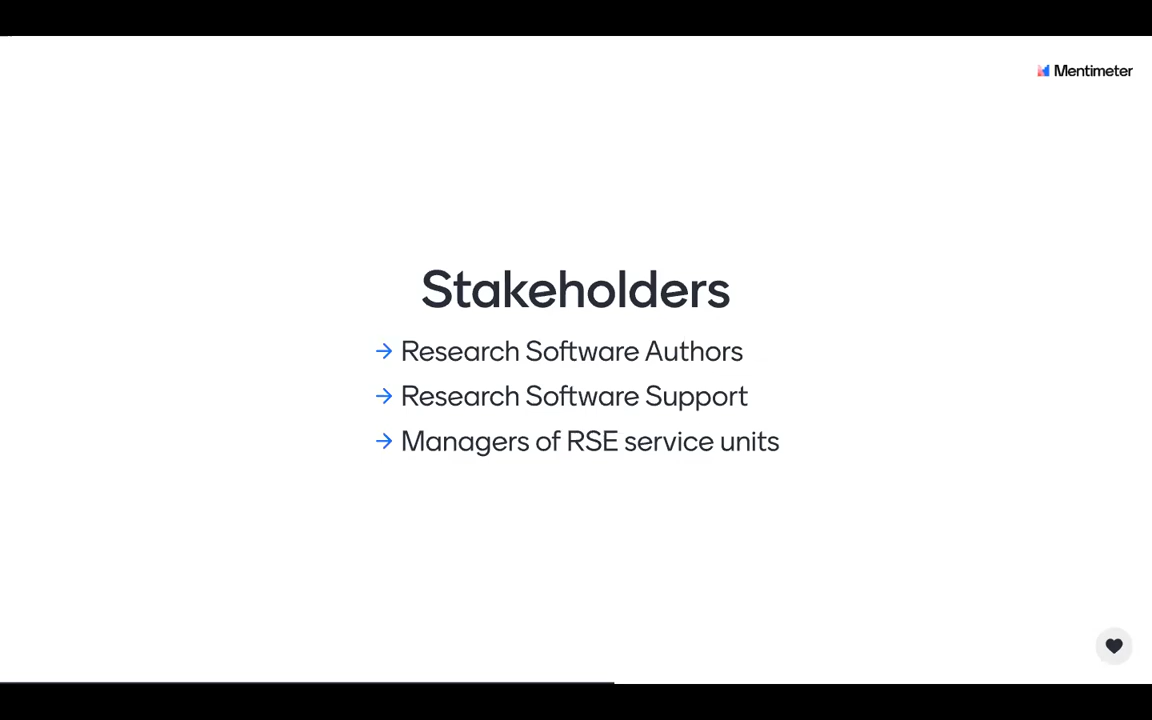 Mentimeter
Stakeholders
→ Research Software Authors
→ Research Software Support
→ Managers of RSE service units